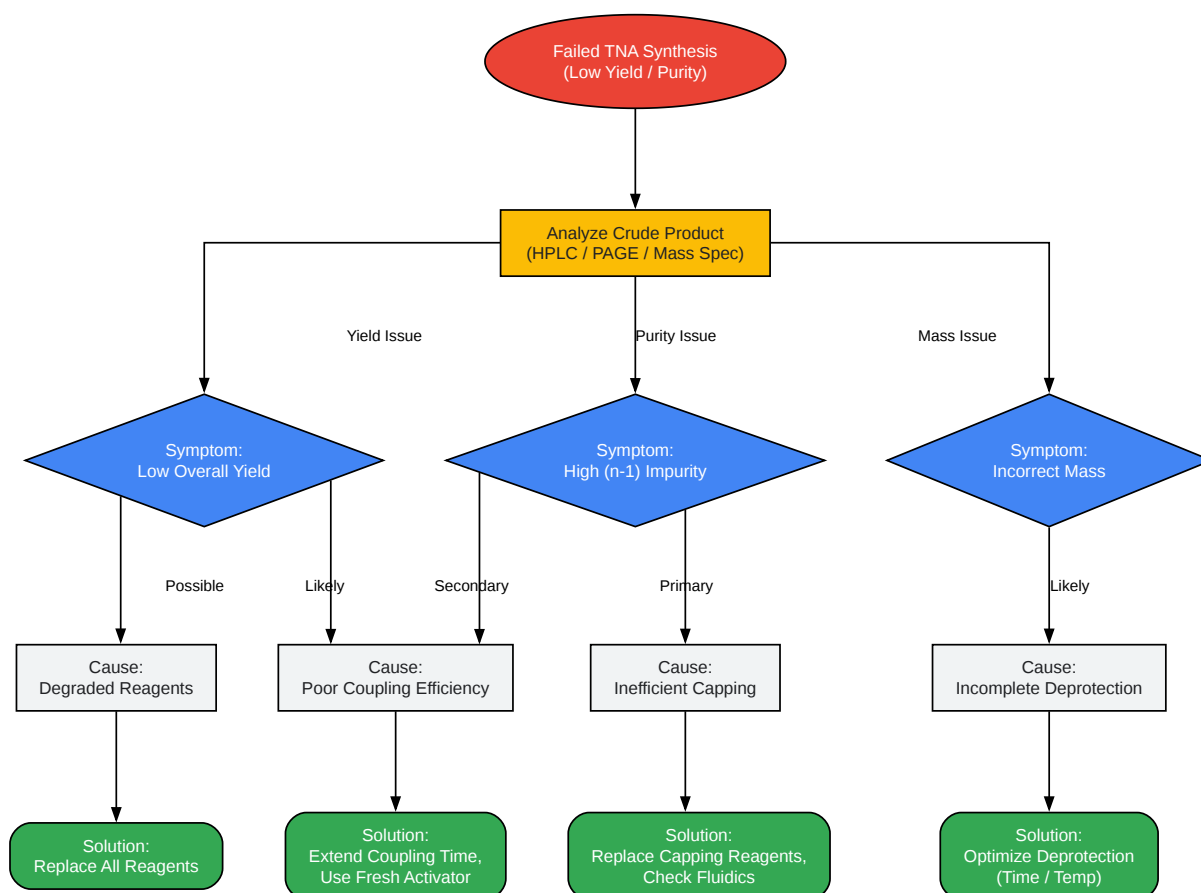 Failed TNA Synthesis
(Low Yield / Purity)
Analyze Crude Product
(HPLC / PAGE / Mass Spec)
Yield Issue
Purity Issue
Mass Issue
Symptom:
Low Overall Yield
Symptom:
High (n-1) Impurity
Symptom:
Incorrect Mass
Possible
Likely
Secondary
Primary
Likely
Cause:
Degraded Reagents
Cause:
Poor Coupling Efficiency
Cause:
Inefficient Capping
Cause:
Incomplete Deprotection
Solution:
Replace All Reagents
Solution:
Extend Coupling Time,
Use Fresh Activator
Solution:
Replace Capping Reagents,
Check Fluidics
Solution:
Optimize Deprotection
(Time / Temp)